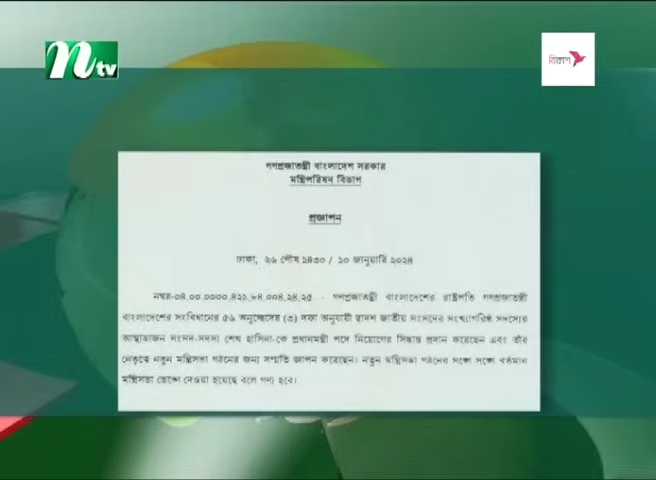 ntv
বিকাশ
গণপ্রজাতন্ত্রী বাংলাদেশ সরকার
মন্ত্রিপরিষদ বিভাগ
প্রজ্ঞাপন
ঢাকা, ২৬ পৌষ ১৪৩০ / ১০ জানুয়ারি ২০২৪
নম্বর-০৪.০০.০০০০.৪২১.৮৪.০০৪.২৪.২৫ - গণপ্রজাতন্ত্রী বাংলাদেশের রাষ্ট্রপতি গণপ্রজাতন্ত্রী
বাংলাদেশের সংবিধানের ৫৬ অনুচ্ছেদের (৩) দফা অনুযায়ী দ্বাদশ জাতীয় সংসদের সংখ্যাগরিষ্ঠ সদস্যের
আস্থাভাজন সংসদ-সদস্য শেখ হাসিনা-কে প্রধানমন্ত্রী পদে নিয়োগের সিদ্ধান্ত প্রদান করেছেন এবং তাঁর
নেতৃত্বে নতুন মন্ত্রিসভা গঠনের জন্য সম্মতি জ্ঞাপন করেছেন। নতুন মন্ত্রিসভা গঠনের সঙ্গে সঙ্গে বর্তমান
মন্ত্রিসভা ভেঙ্গে দেওয়া হয়েছে বলে গণ্য হবে।